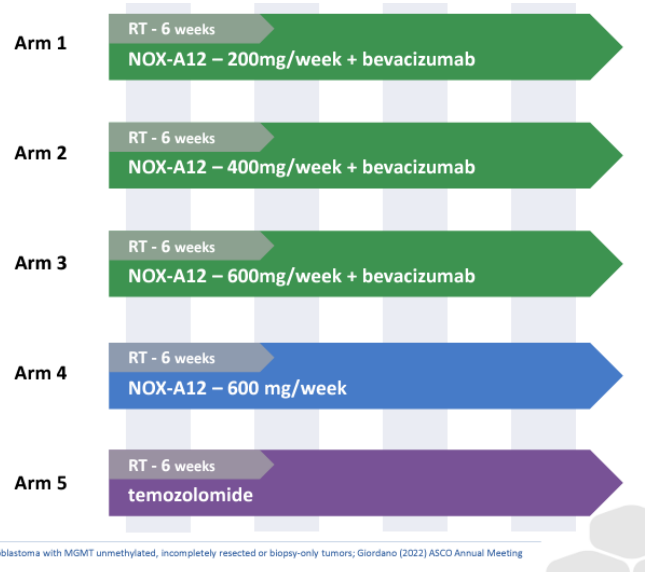 Arm 1
RT - 6 weeks
NOX-A12 – 200mg/week + bevacizumab
Arm 2
RT - 6 weeks
NOX-A12 – 400mg/week + bevacizumab
Arm 3
RT - 6 weeks
NOX-A12 – 600mg/week + bevacizumab
Arm 4
RT - 6 weeks
NOX-A12 – 600 mg/week
Arm 5
RT - 6 weeks
temozolomide
oblastoma with MGMT unmethylated, incompletely resected or biopsy-only tumors; Giordano (2022) ASCO Annual Meeting